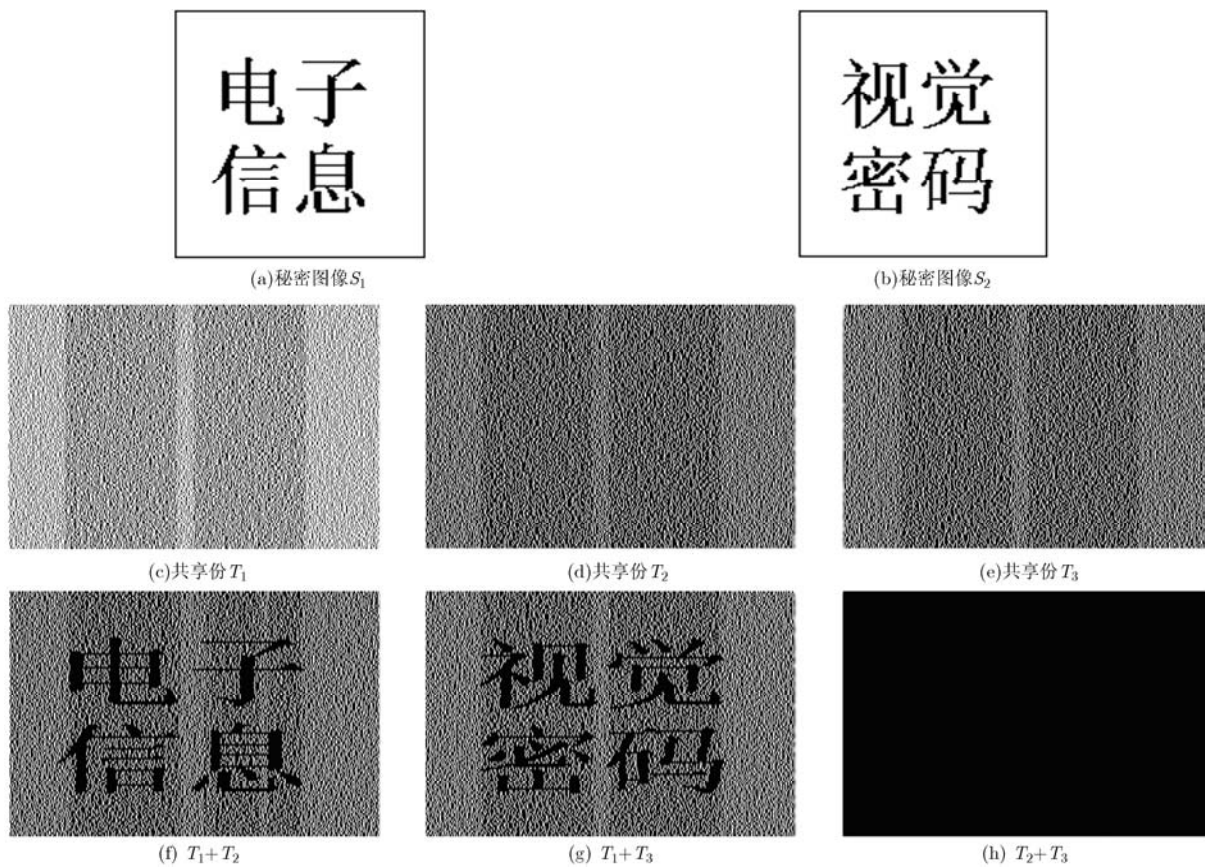 电子
信息
视觉
密码
(a)秘密图像S₁
(b)秘密图像S₂
(c)共享份T₁
(d)共享份T₂
(e)共享份T₃
电子
信息
视觉
密码
(f) T₁+T₂
(g) T₁+T₃
(h) T₂+T₃